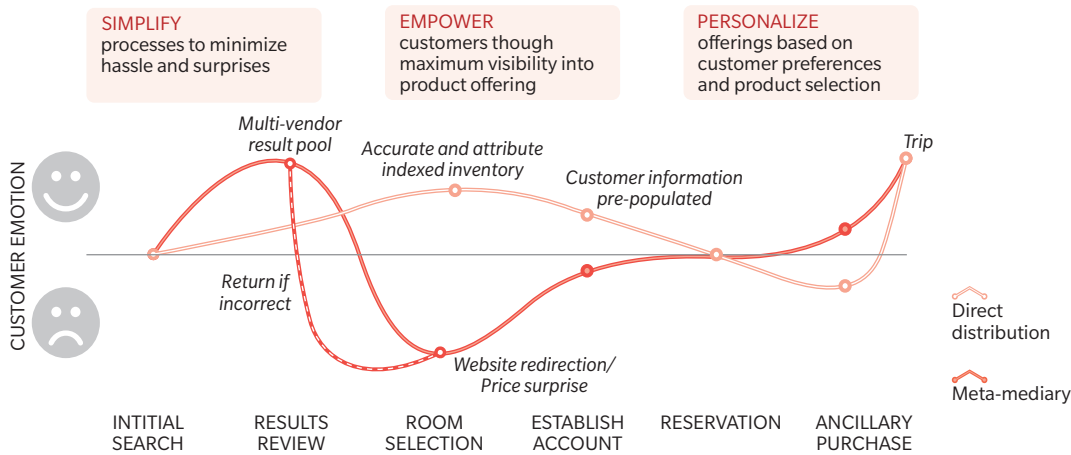 SIMPLIFY
processes to minimize
hassle and surprises
EMPOWER
customers though
maximum visibility into
product offering
PERSONALIZE
offerings based on
customer preferences
and product selection
CUSTOMER EMOTION
Multi-vendor
result pool
Accurate and attribute
indexed inventory
Customer information
pre-populated
Trip
Return if
incorrect
Website redirection/
Price surprise
Direct
distribution
Meta-mediary
INTITIAL
SEARCH
RESULTS
REVIEW
ROOM
SELECTION
ESTABLISH
ACCOUNT
RESERVATION
ANCILLARY
PURCHASE